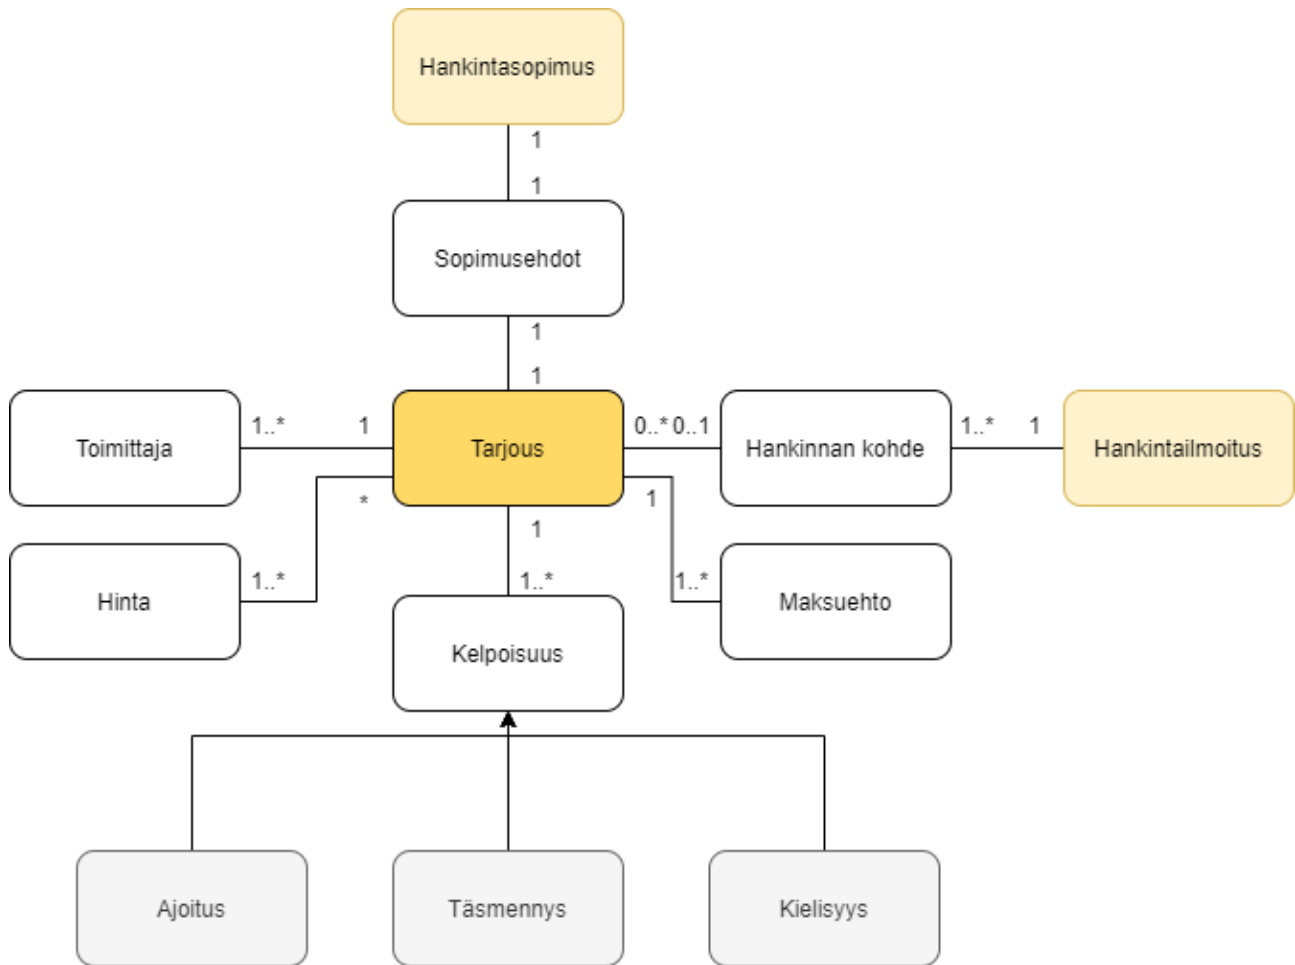 Hankintasopimus
1
1
Sopimusehdot
1
1
Toimittaja
1..*
1
Tarjous
0..*
0..1
Hankinnan kohde
1..*
1
Hankintailmoitus
*
1
Hinta
1..*
1
1..*
1..*
Maksuehto
Kelpoisuus
Ajoitus
Täsmennys
Kielisyys